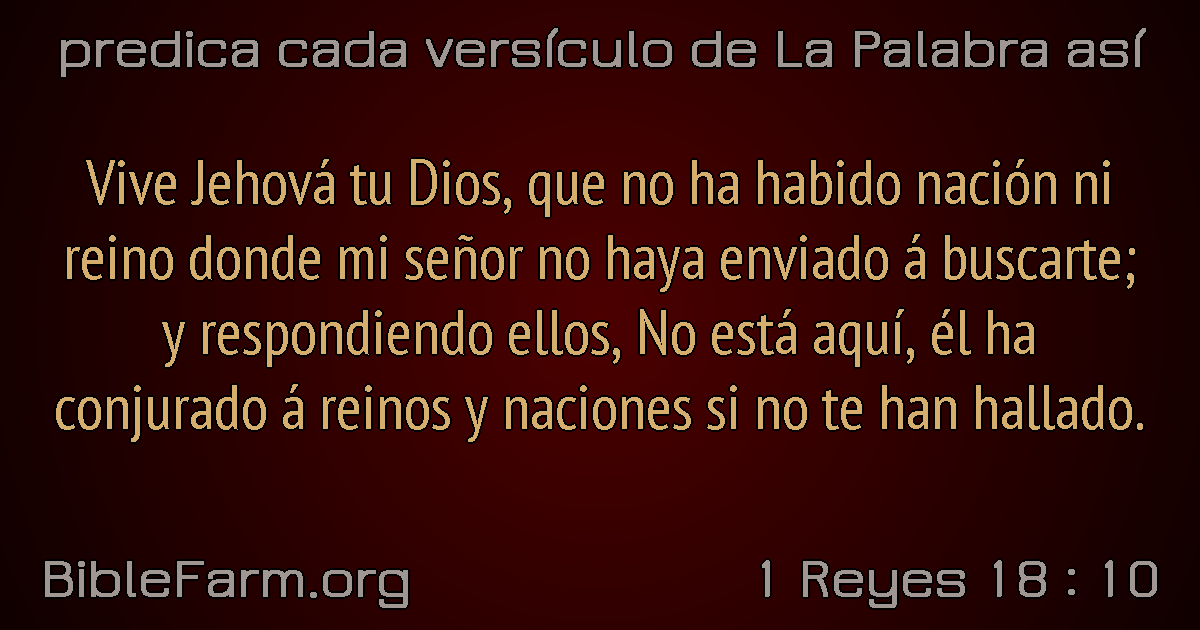 predica cada versículo de La Palabra así
Vive Jehová tu Dios, que no ha habido nación ni
reino donde mi señor no haya enviado á buscarte;
y respondiendo ellos, No está aquí, él ha
conjurado á reinos y naciones si no te han hallado.
BibleFarm.org
1 Reyes 18 : 10